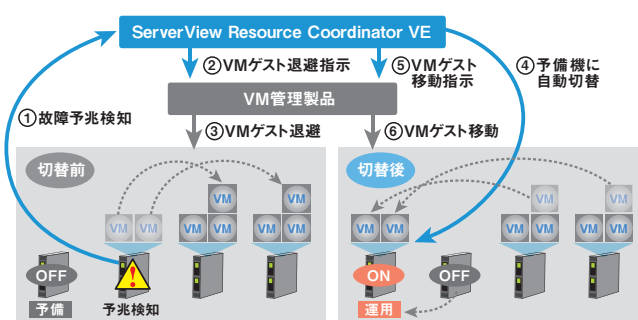 ServerView Resource Coordinator VE
②VMゲスト退避指示
⑤VMゲスト
移動指示
④予備機に
自動切替
VM管理製品
①故障予兆検知
③VMゲスト退避
⑥VMゲスト移動
切替前
切替後
VM
VM
VM
VM
VM
VM VM
VM VM
VM VM
VM VM
VM VM
VM VM
OFF
ON
OFF
予備
予兆検知
運用